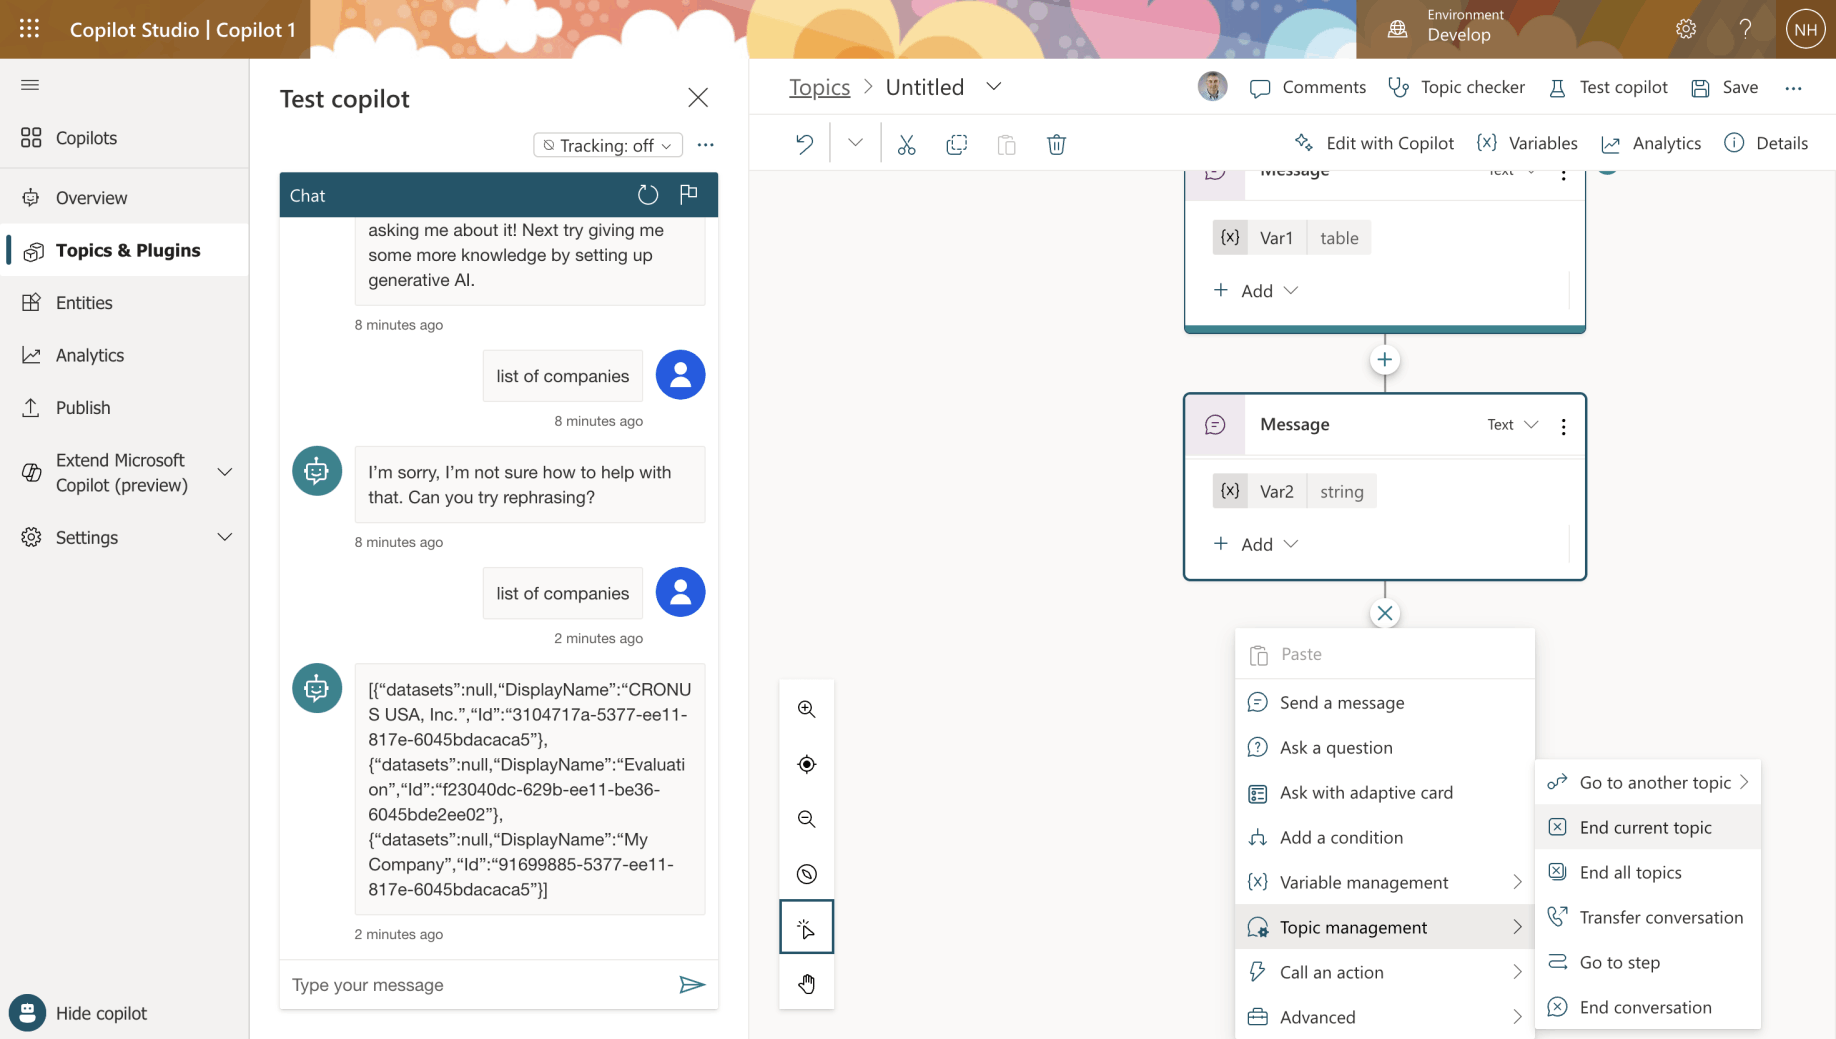 Copilot Studio | Copilot 1
Environment
Develop
NH
Copilots
Overview
Topics & Plugins
Entities
Analytics
Publish
Extend Microsoft
Copilot (preview)
Settings
Hide copilot
Test copilot
Tracking: off
Chat
asking me about it! Next try giving me
some more knowledge by setting up
generative AI.
8 minutes ago
list of companies
8 minutes ago
I'm sorry, I'm not sure how to help with
that. Can you try rephrasing?
8 minutes ago
list of companies
2 minutes ago
[{“datasets”:null,“DisplayName”:“CRONU
S USA, Inc.”,“Id”:“3104717a-5377-ee11-
817e-6045bdacaca5”},
{“datasets”:null,“DisplayName”:“Evaluati
on”,“Id”:“f23040dc-629b-ee11-be36-
6045bde2ee02”},
{“datasets”:null,“DisplayName”:“My
Company”,“Id”:“91699885-5377-ee11-
817e-6045bdacaca5”}]
2 minutes ago
Type your message
Topics > Untitled
Comments
Topic checker
Test copilot
Save
Edit with Copilot
{x} Variables
Analytics
Details
Message
Text
{x} Var1 table
+ Add
Message
Text
{x} Var2 string
+ Add
Paste
Send a message
Ask a question
Ask with adaptive card
Add a condition
{x} Variable management
Topic management
Call an action
Advanced
Go to another topic
End current topic
End all topics
Transfer conversation
Go to step
End conversation